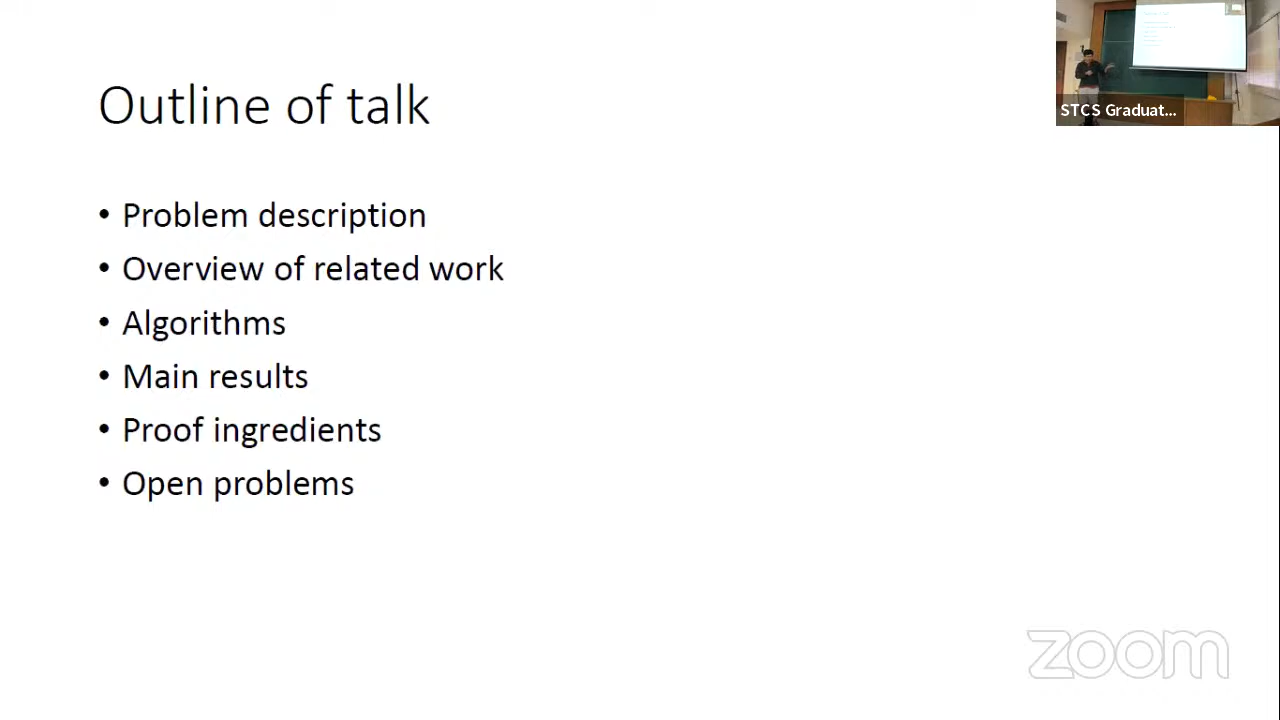 STCS Graduat...
Outline of talk
• Problem description
• Overview of related work
• Algorithms
• Main results
• Proof ingredients
• Open problems
zoom